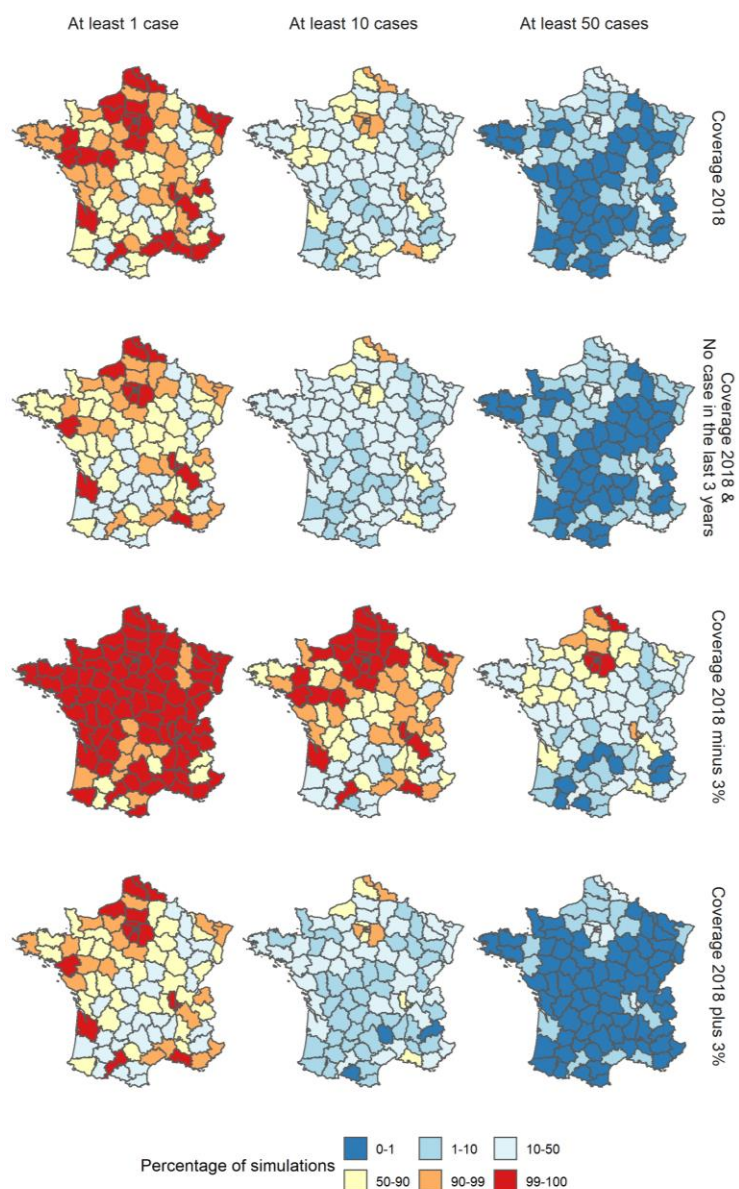 At least 1 case
At least 10 cases
At least 50 cases
Coverage 2018
Coverage 2018 &
No case in the last 3 years
Coverage 2018 minus 3%
Coverage 2018 plus 3%
Percentage of simulations
0-1
1-10
10-50
50-90
90-99
99-100